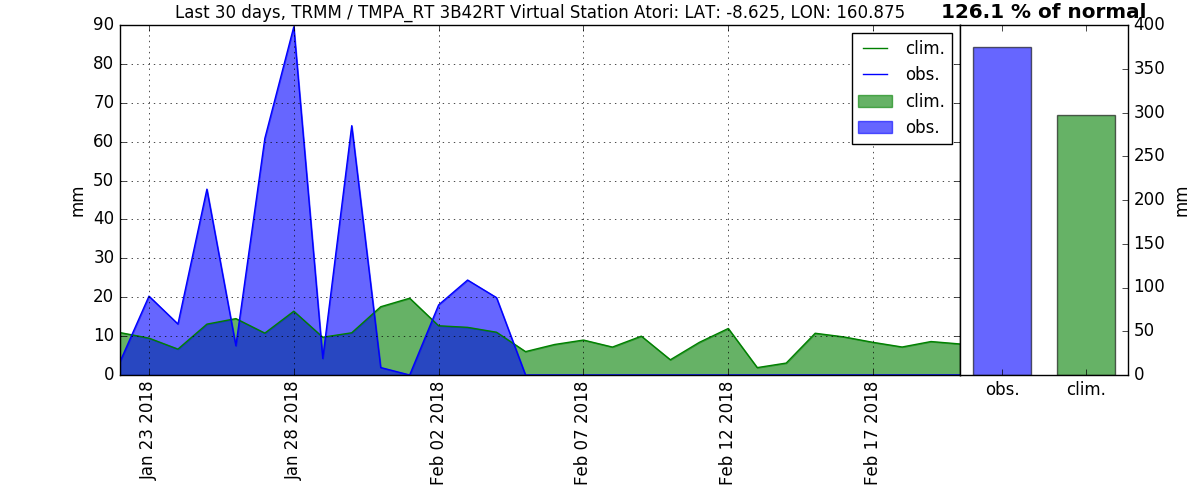 Last 30 days, TRMM / TMPA_RT 3B42RT Virtual Station Atori: LAT: -8.625, LON: 160.875
126.1 % of normal
90
80
70
60
50
40
30
20
10
0
mm
clim.
obs.
clim.
obs.
Jan 23 2018
Jan 28 2018
Feb 02 2018
Feb 07 2018
Feb 12 2018
Feb 17 2018
400
350
300
250
200
150
100
50
0
mm
obs.
clim.